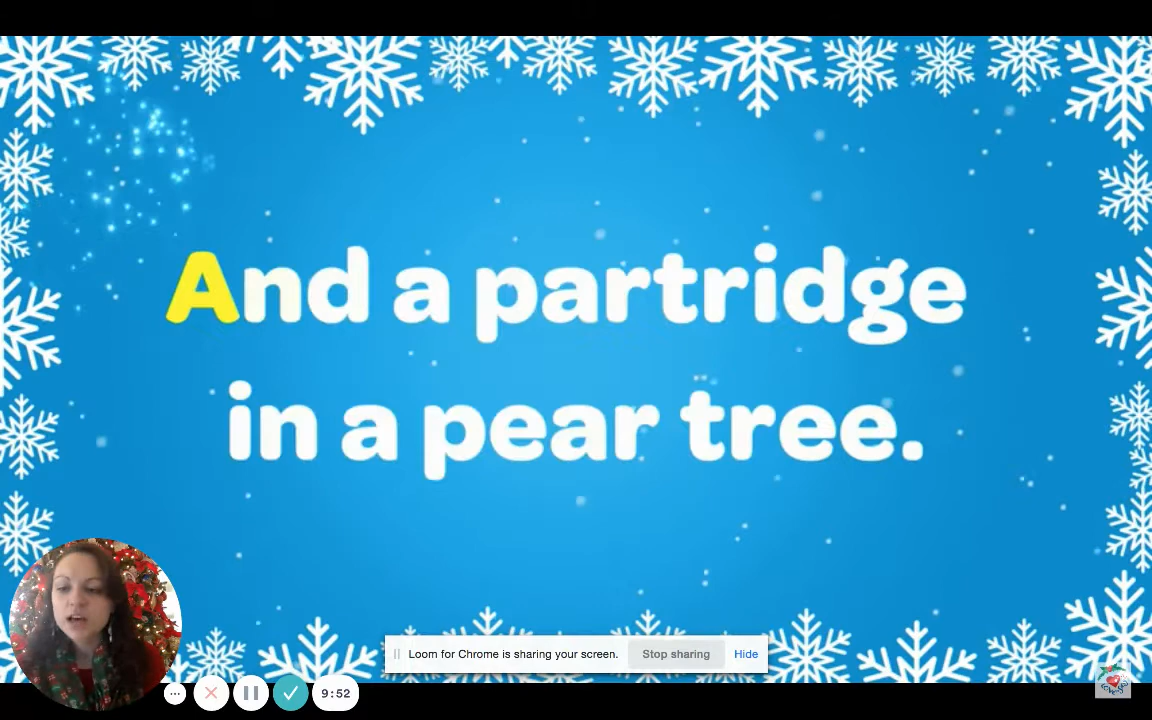 And a partridge
in a pear tree.
Loom for Chrome is sharing your screen. Stop sharing Hide
9:52